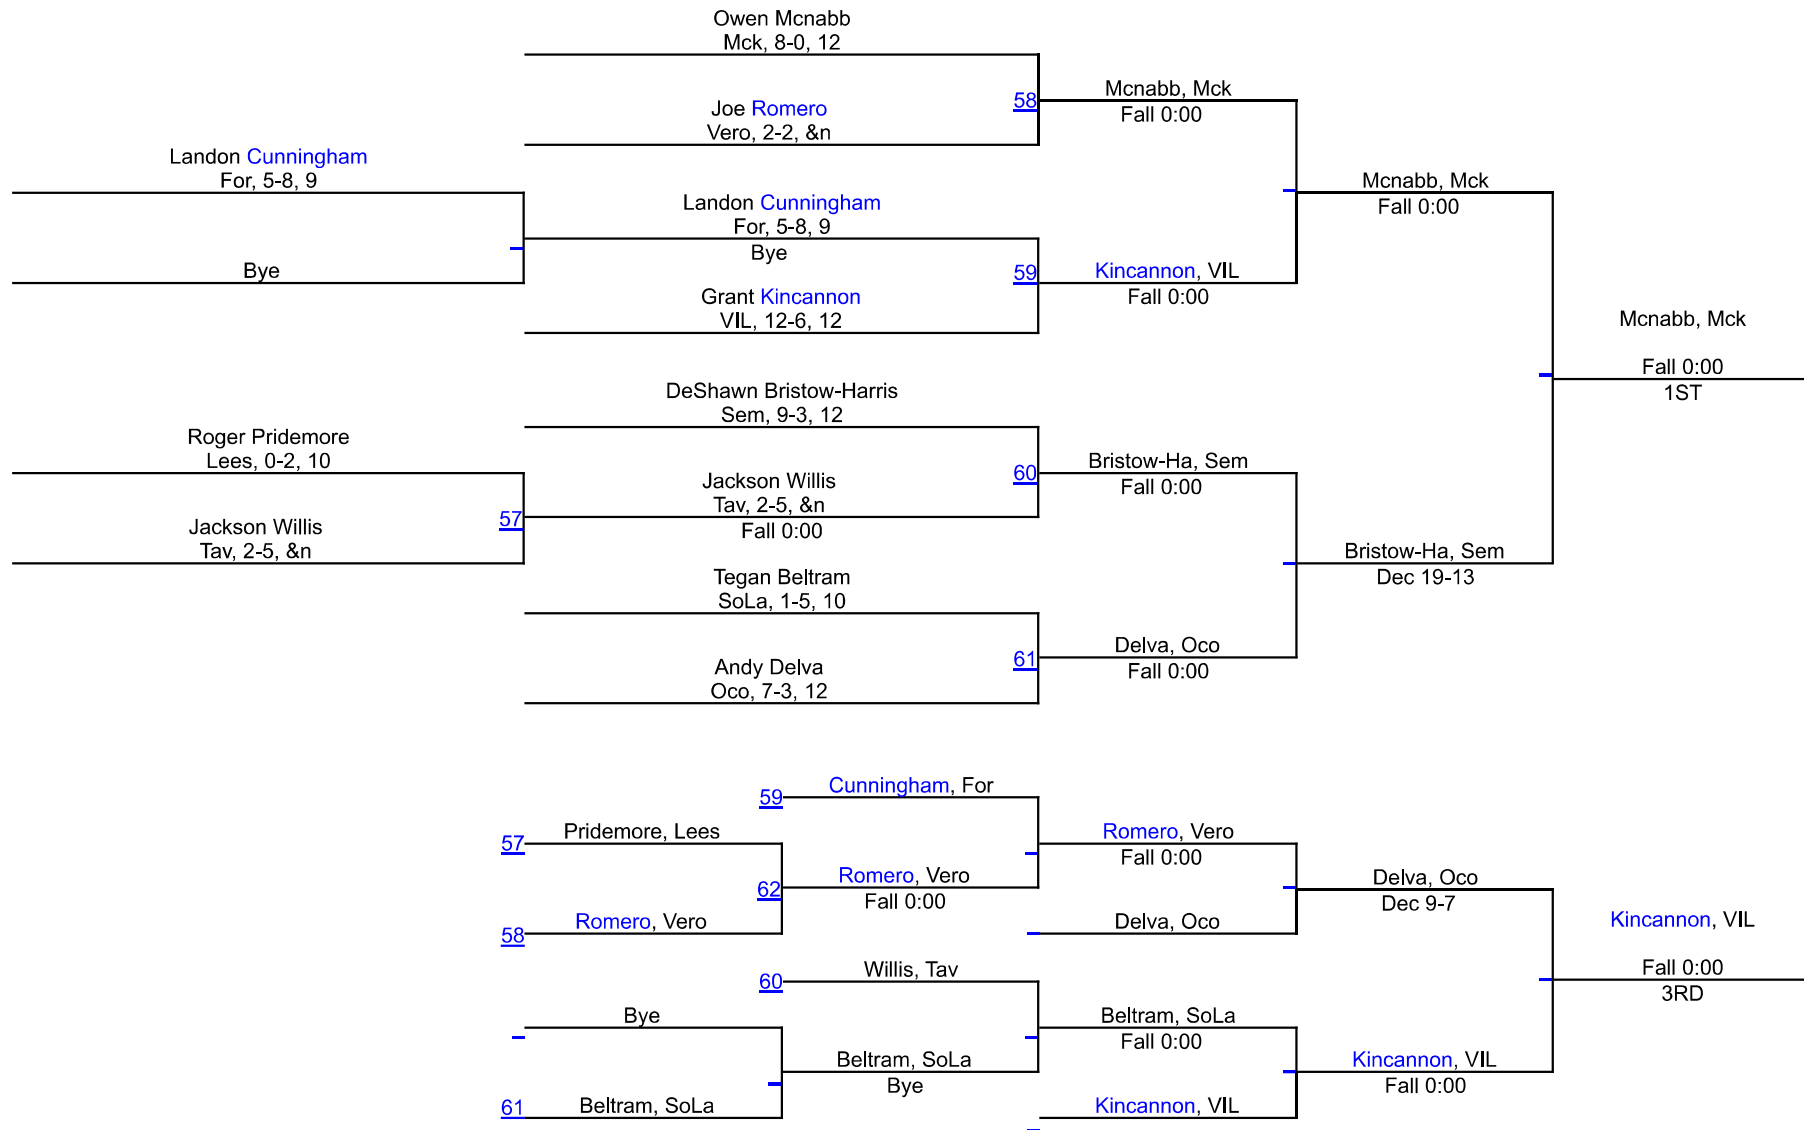 Owen Mcnabb
Mck, 8-0, 12
58
Mcnabb, Mck
Fall 0:00
Joe Romero
Vero, 2-2, &n
Landon Cunningham
For, 5-8, 9
Mcnabb, Mck
Fall 0:00
Landon Cunningham
For, 5-8, 9
Bye
Bye
59
Kincannon, VIL
Fall 0:00
Grant Kincannon
VIL, 12-6, 12
Mcnabb, Mck
Fall 0:00
1ST
DeShawn Bristow-Harris
Sem, 9-3, 12
Roger Pridemore
Lees, 0-2, 10
60
Bristow-Ha, Sem
Fall 0:00
Jackson Willis
Tav, 2-5, &n
Fall 0:00
57
Jackson Willis
Tav, 2-5, &n
Bristow-Ha, Sem
Dec 19-13
Tegan Beltram
SoLa, 1-5, 10
61
Delva, Oco
Fall 0:00
Andy Delva
Oco, 7-3, 12
59
Cunningham, For
57
Pridemore, Lees
Romero, Vero
Fall 0:00
62
Romero, Vero
Fall 0:00
Delva, Oco
Dec 9-7
58
Romero, Vero
Delva, Oco
Kincannon, VIL
Fall 0:00
3RD
60
Willis, Tav
Bye
Beltram, SoLa
Fall 0:00
Beltram, SoLa
Bye
Kincannon, VIL
Fall 0:00
61
Beltram, SoLa
Kincannon, VIL